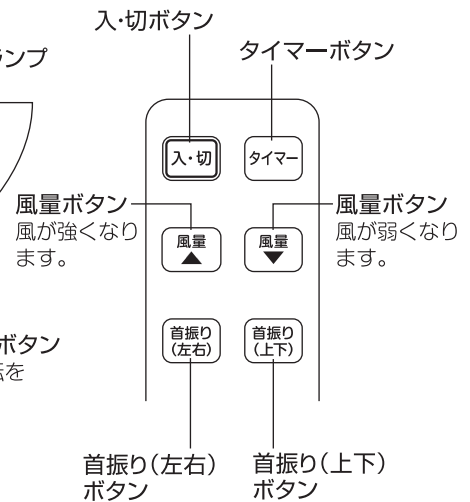 入・切ボタン
ランプ
タイマーボタン
入・切
タイマー
風量ボタン
風が強くなり
ます。
風量
▲
風量
▼
風量ボタン
風が弱くなり
ます。
ボタン
転を
首振り
(左右)
首振り
(上下)
首振り(左右)
ボタン
首振り(上下)
ボタン